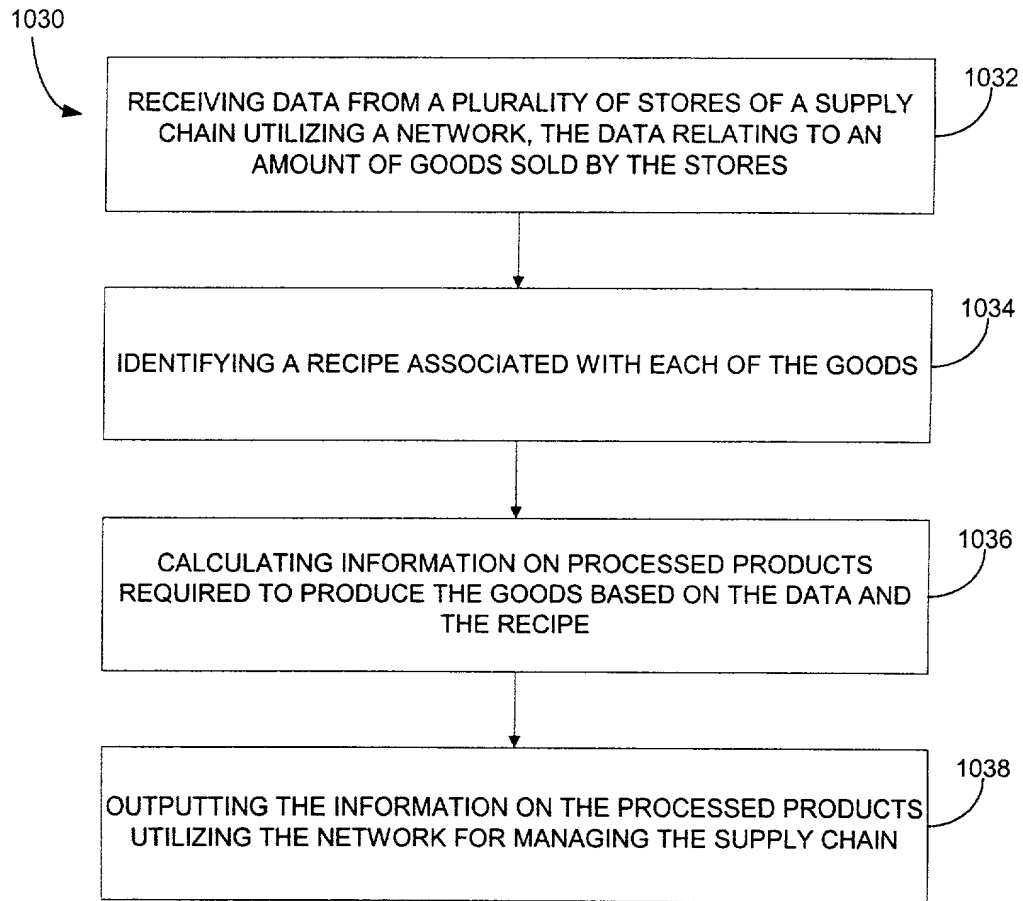 1030
1032
RECEIVING DATA FROM A PLURALITY OF STORES OF A SUPPLY
CHAIN UTILIZING A NETWORK, THE DATA RELATING TO AN
AMOUNT OF GOODS SOLD BY THE STORES
1034
IDENTIFYING A RECIPE ASSOCIATED WITH EACH OF THE GOODS
1036
CALCULATING INFORMATION ON PROCESSED PRODUCTS
REQUIRED TO PRODUCE THE GOODS BASED ON THE DATA AND
THE RECIPE
1038
OUTPUTTING THE INFORMATION ON THE PROCESSED PRODUCTS
UTILIZING THE NETWORK FOR MANAGING THE SUPPLY CHAIN